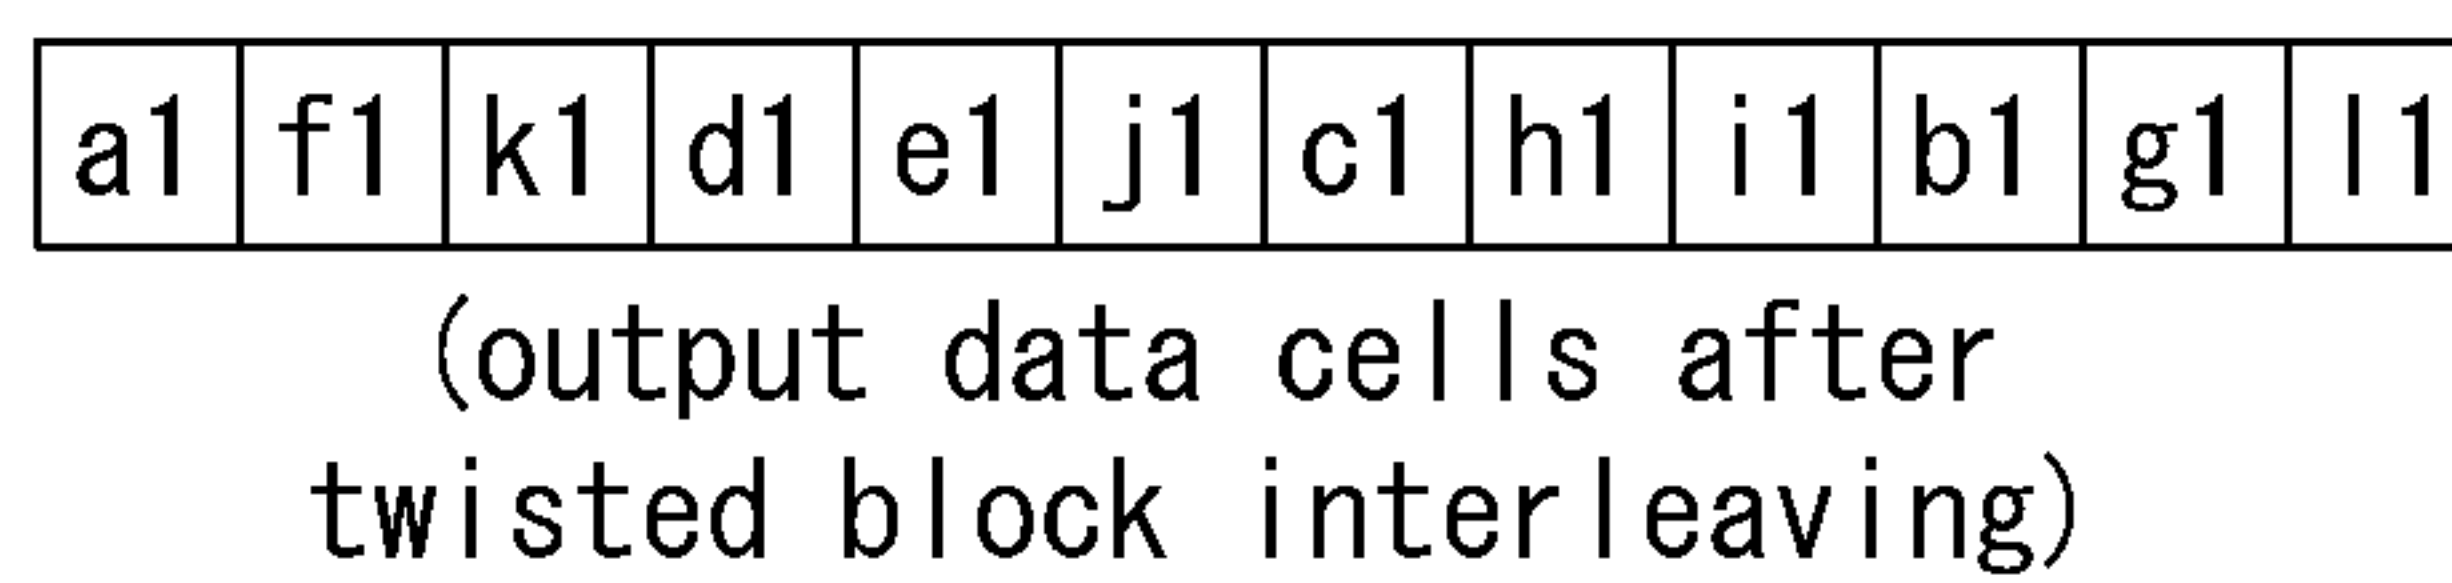 a1 f1 k1 d1 e1 j1 c1 h1 i1 b1 g1 l1
(output data cells after
twisted block interleaving)